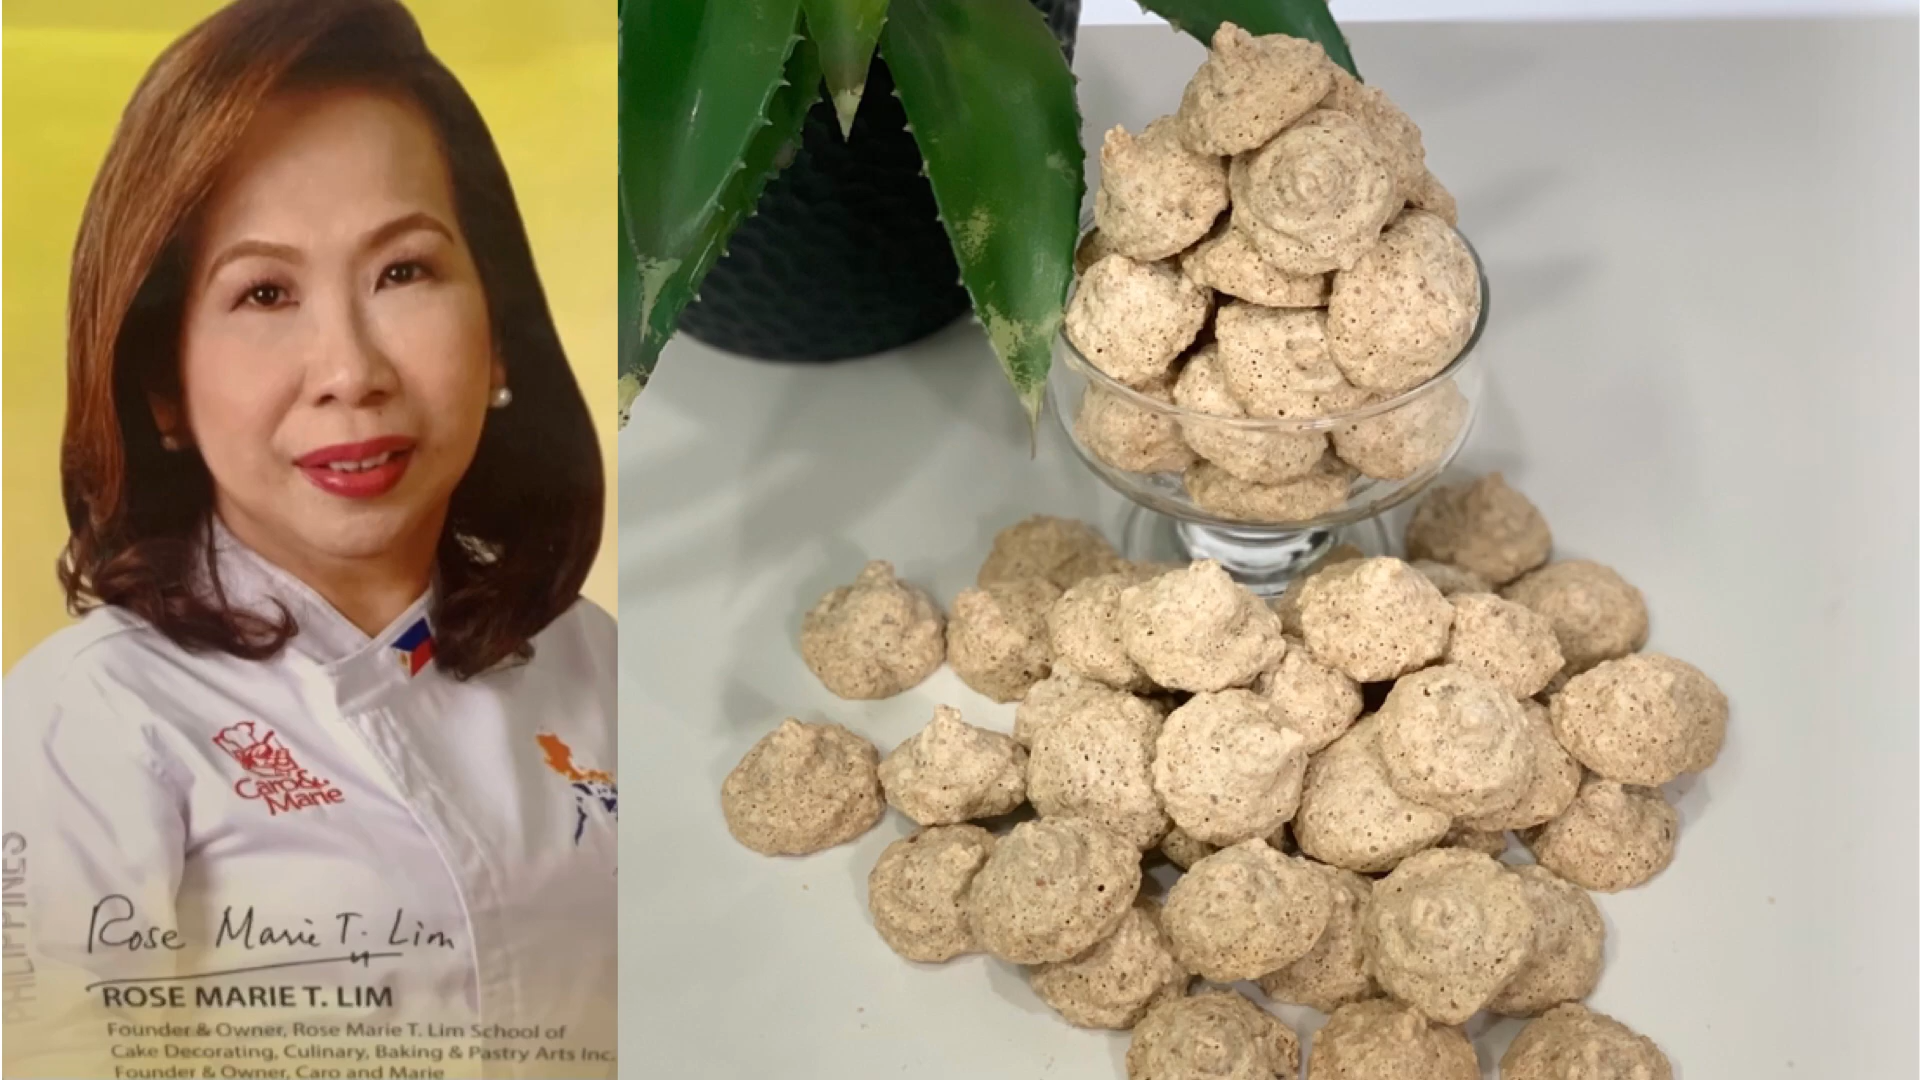 Caro &
Marie
PHILIPPINES
Rose Marie T. Lim
ROSE MARIE T. LIM
Founder & Owner, Rose Marie T. Lim School of
Cake Decorating, Culinary, Baking & Pastry Arts Inc.
Founder & Owner, Caro and Marie